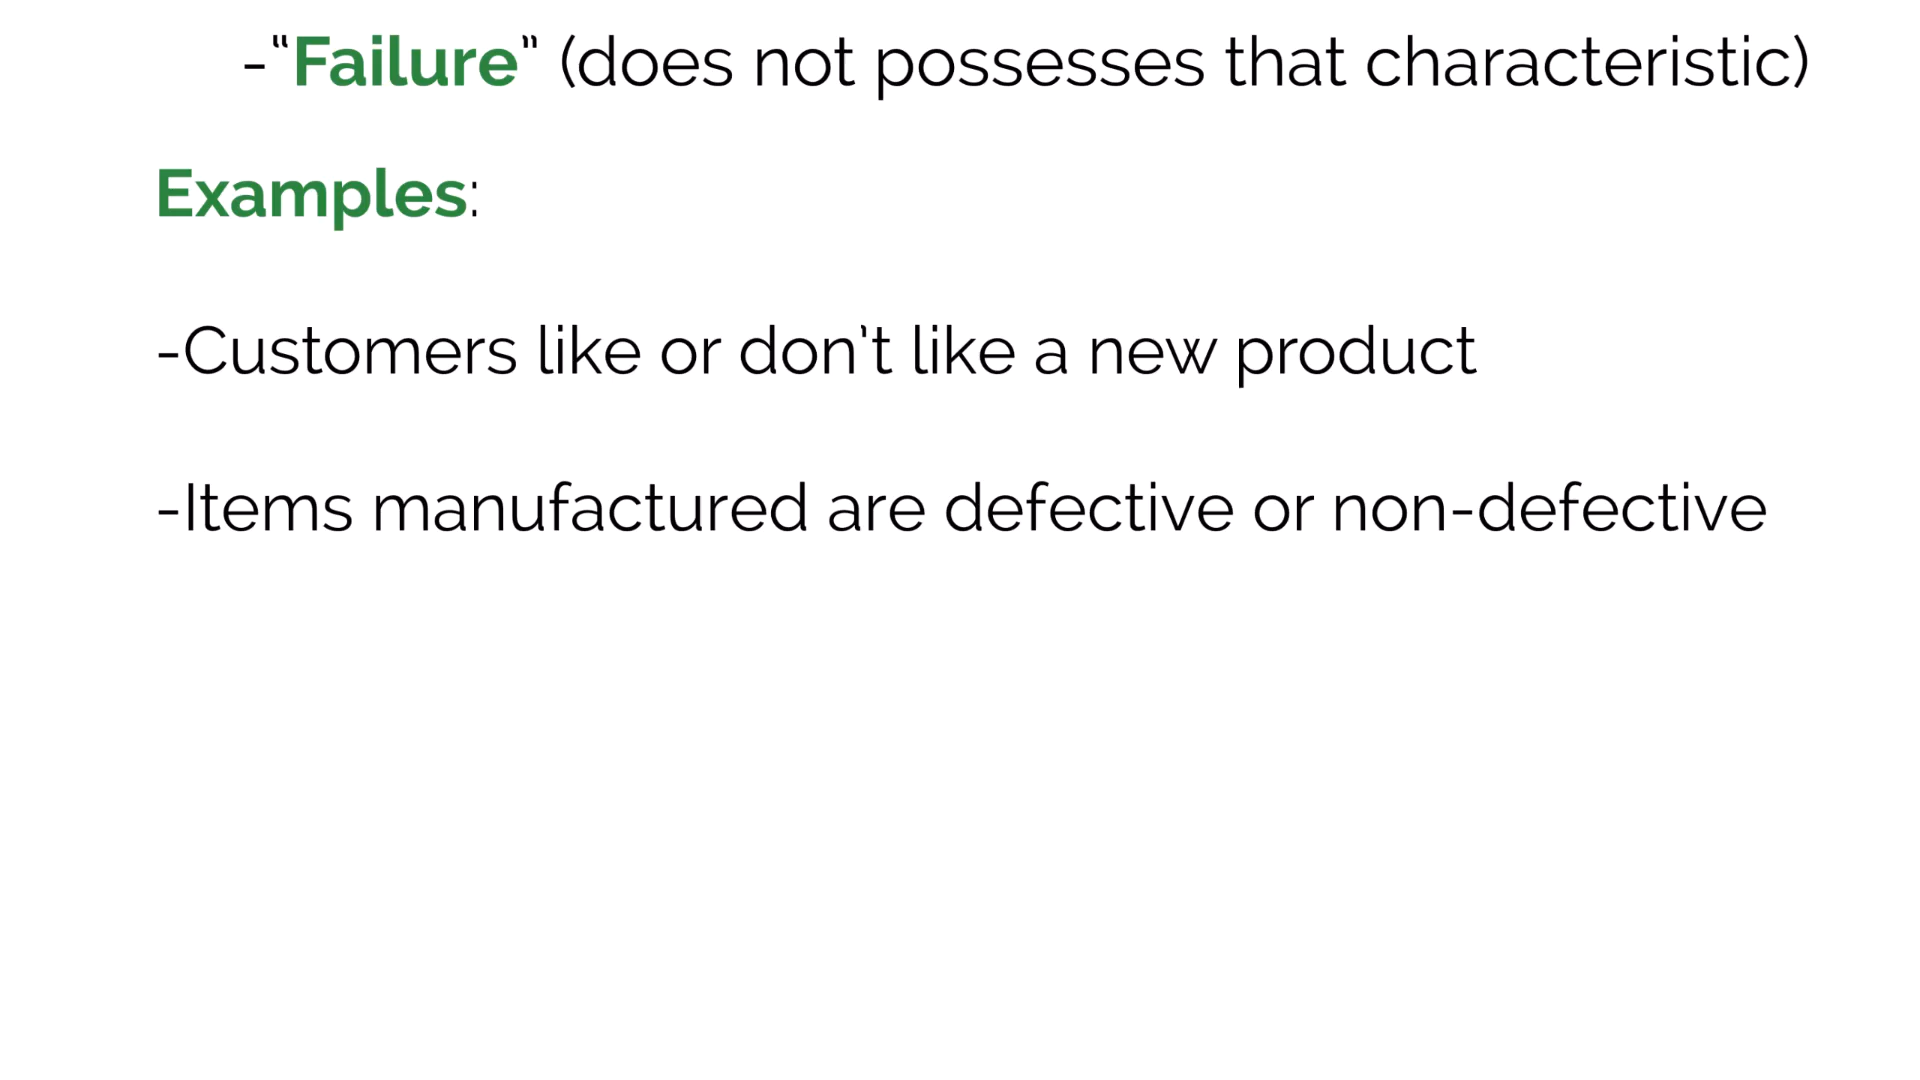 -“Failure” (does not possesses that characteristic)
Examples:
-Customers like or don't like a new product
-Items manufactured are defective or non-defective